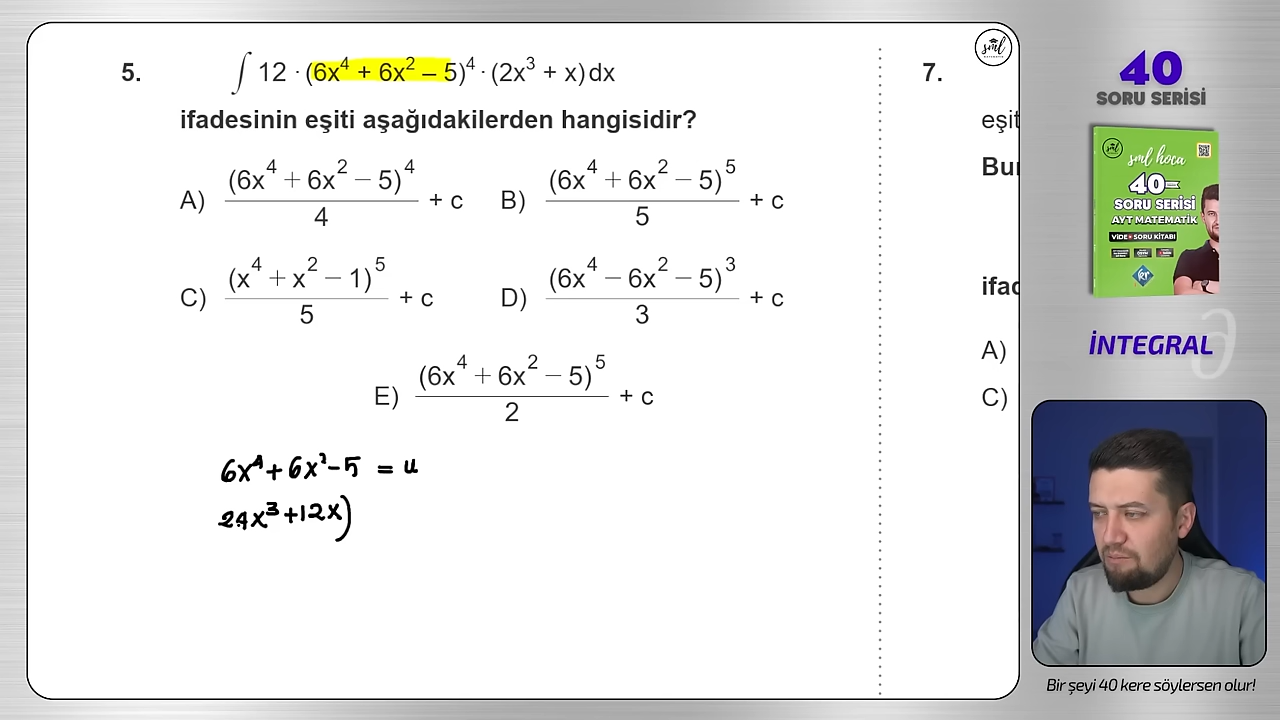 5. ∫ 12 · (6x⁴ + 6x² – 5)⁴ · (2x³ + x) dx
ifadesinin eşiti aşağıdakilerden hangisidir?
A) (6x⁴ + 6x² – 5)⁴ / 4 + c
B) (6x⁴ + 6x² – 5)⁵ / 5 + c
C) (x⁴ + x² – 1)⁵ / 5 + c
D) (6x⁴ – 6x² – 5)³ / 3 + c
E) (6x⁴ + 6x² – 5)⁵ / 2 + c
6x⁴ + 6x² – 5 = u
24x³ + 12x)
7.
eşit
Bu
ifad
A)
C)
sml
40
SORU SERİSİ
sml hoca
40
SORU SERİSİ
AYT MATEMATİK
VİDEO SORU KİTABI
İNTEGRAL
Bir şeyi 40 kere söylersen olur!